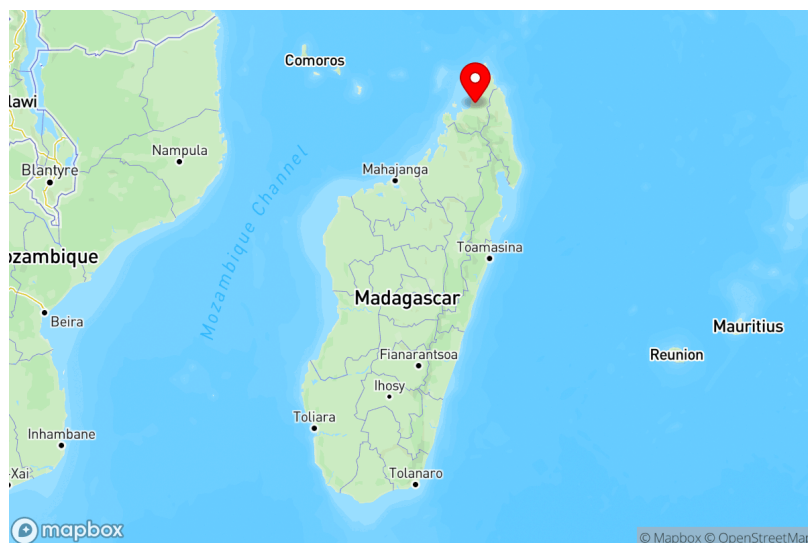 Comoros
lawi
Nampula
Blantyre
Mahajanga
Mozambique Channel
Toamasina
ozambique
Madagascar
Beira
Mauritius
Reunion
Fianarantsoa
Ihosy
Toliara
Inhambane
-Xai
Tolanaro
mapbox
© Mapbox © OpenStreetMap